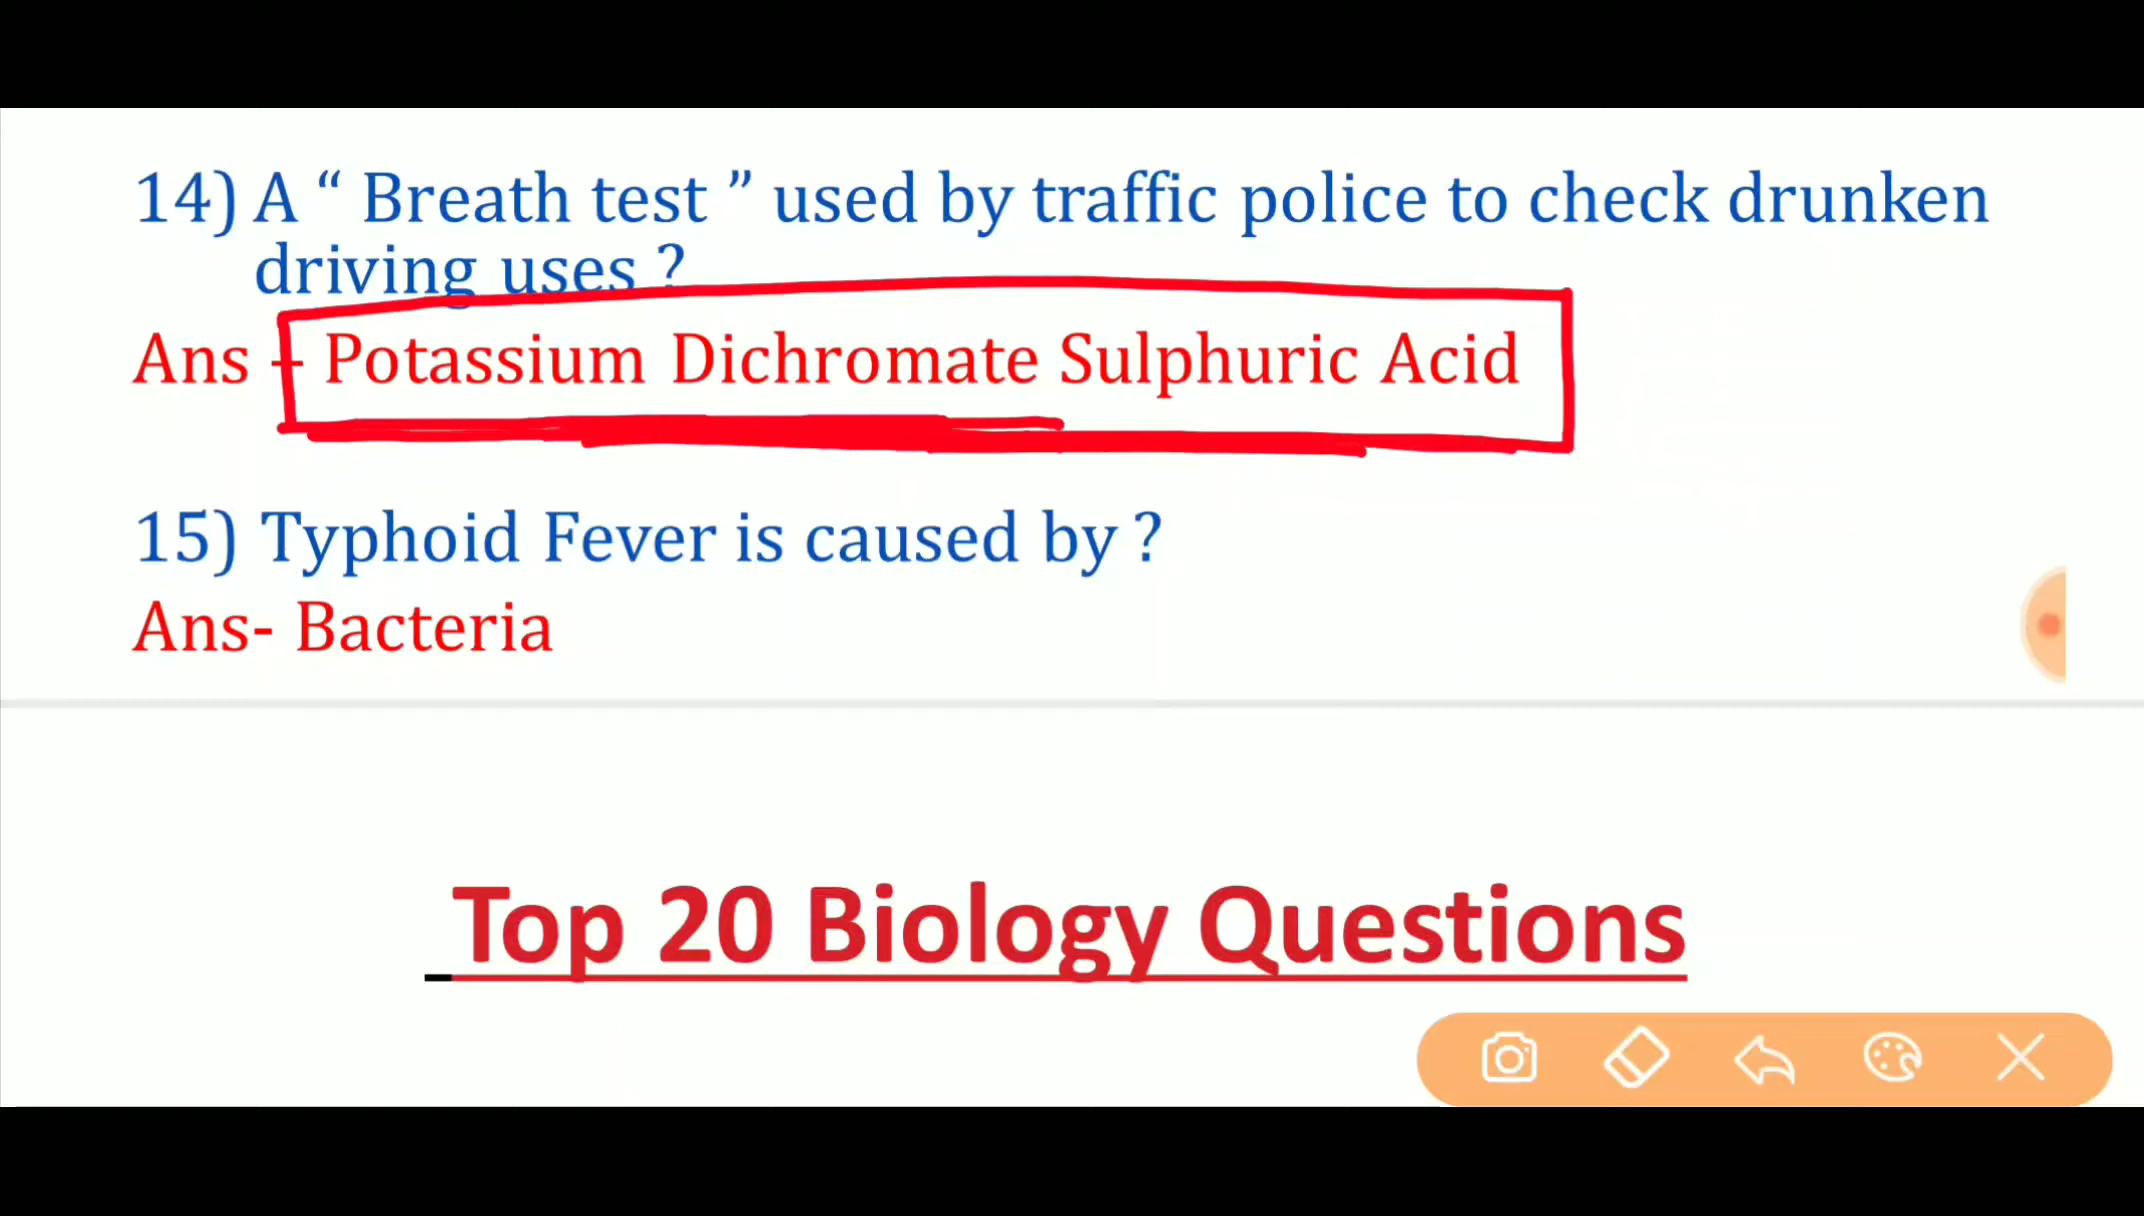 14) A “ Breath test ” used by traffic police to check drunken
driving uses ?
Ans – Potassium Dichromate Sulphuric Acid
15) Typhoid Fever is caused by ?
Ans- Bacteria
Top 20 Biology Questions